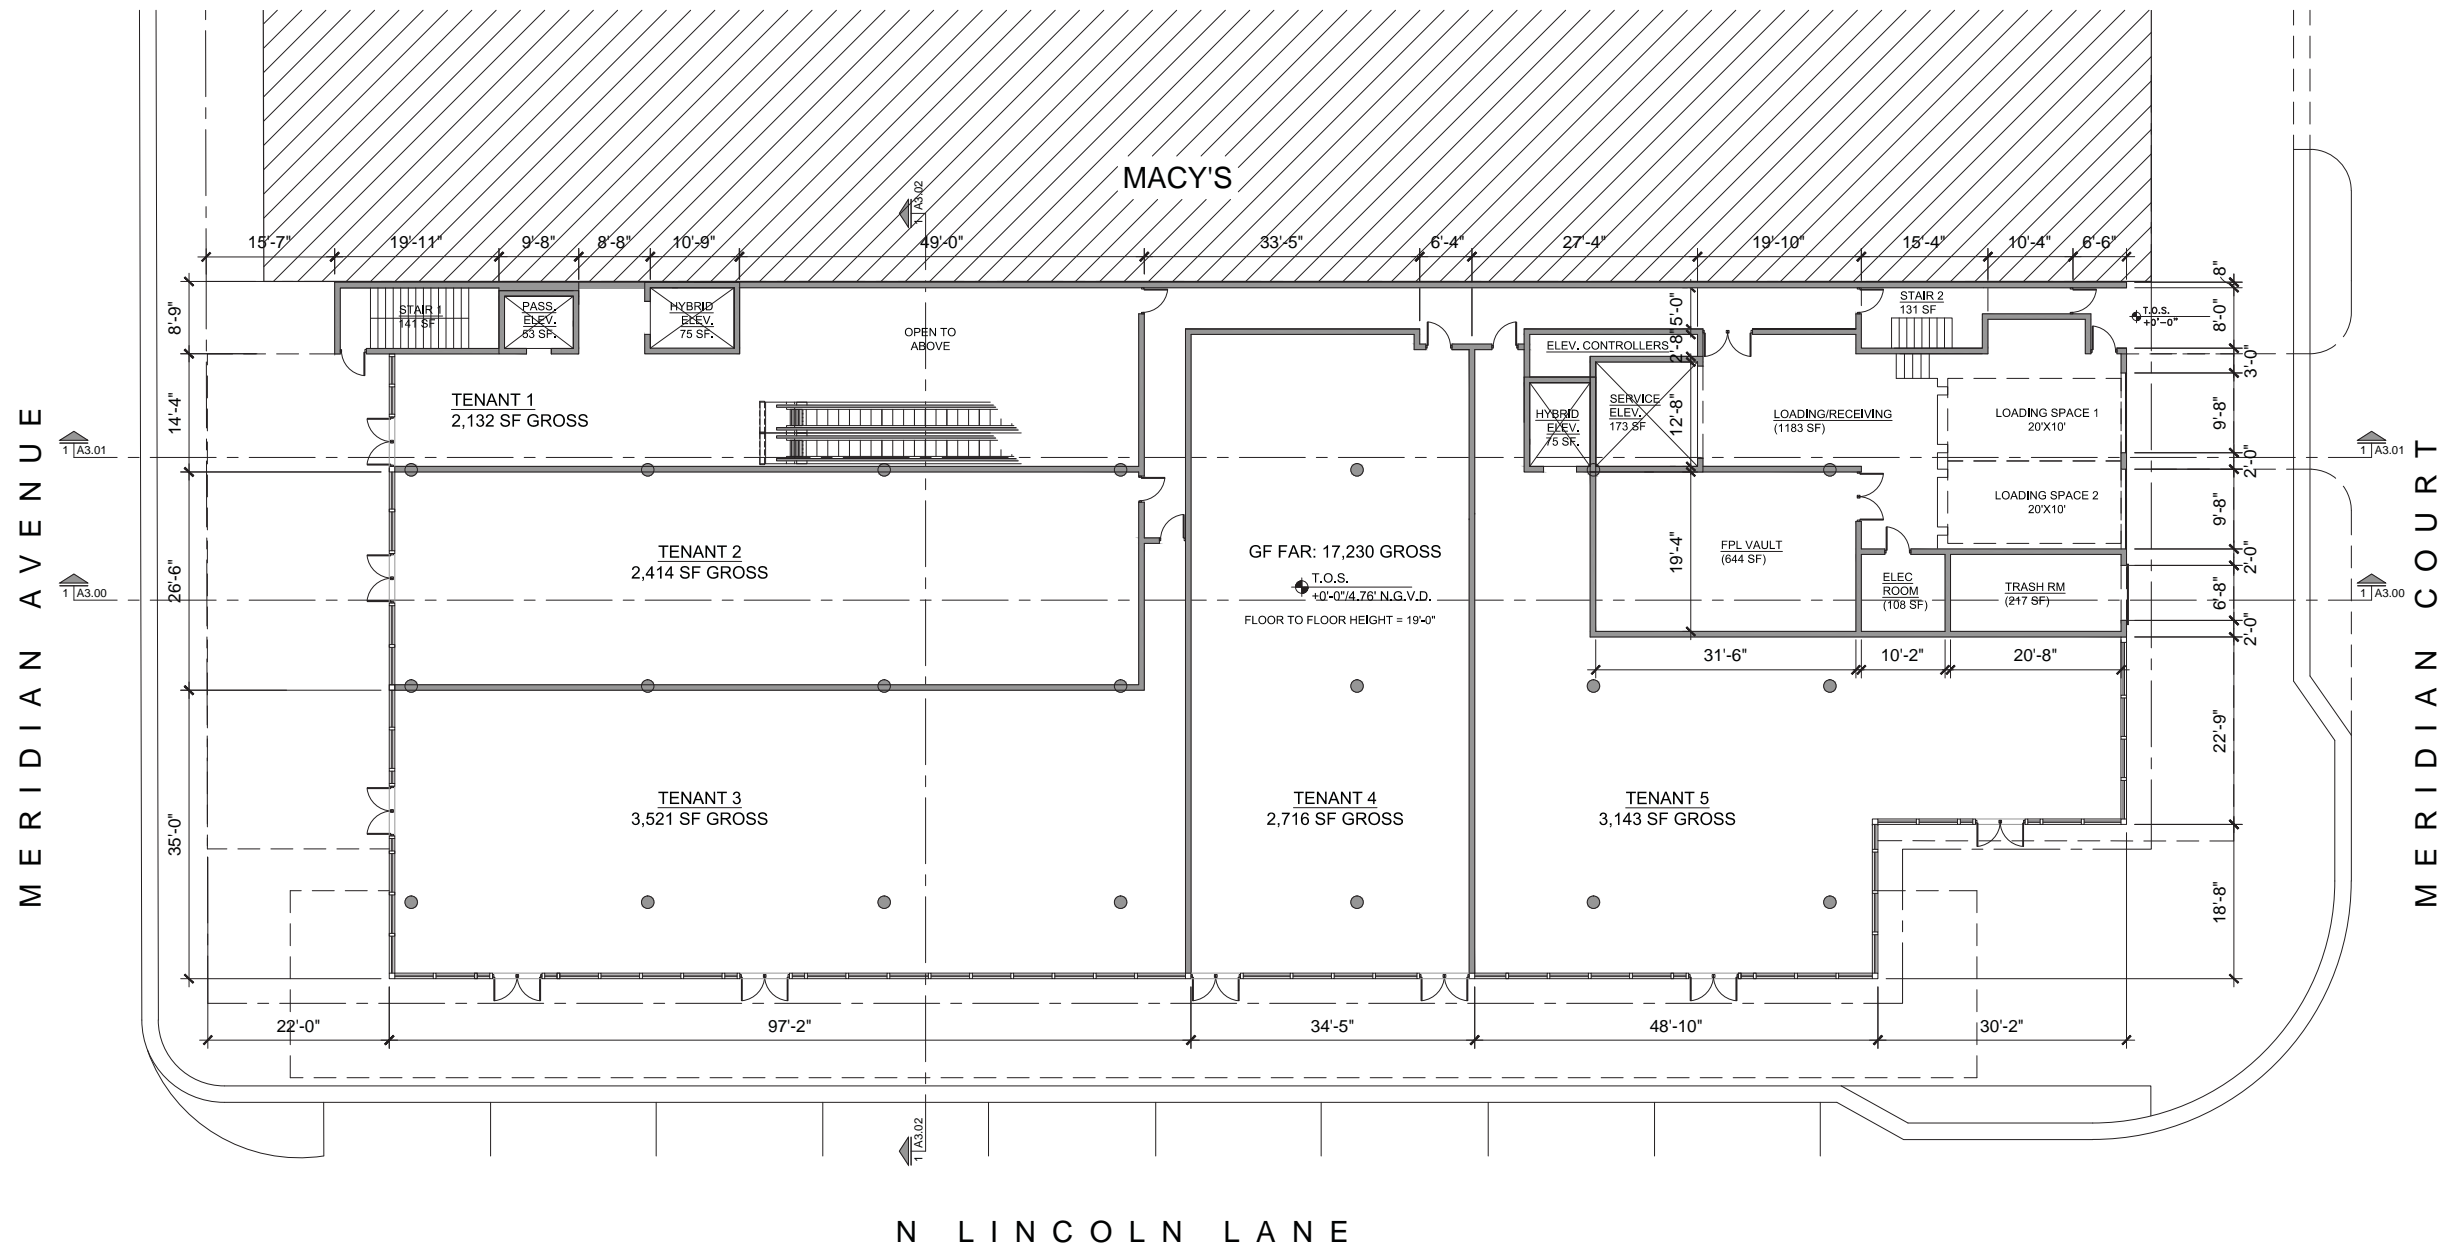 MACY'S
1 A3.02
15'-7"
19'-11"
9'-8"
8'-8"
10'-9"
49'-0"
33'-5"
6'-4"
27'-4"
19'-10"
15'-4"
10'-4"
6'-6"
8'-9"
14'-4"
26'-6"
35'-0"
STAIR 1
141 SF
PASS.
ELEV.
53 SF.
HYBRID
ELEV.
75 SF.
OPEN TO
ABOVE
5'-0"
2'-8"
12'-8"
19'-4"
ELEV. CONTROLLERS
HYBRID
ELEV.
75 SF.
SERVICE
ELEV.
173 SF
STAIR 2
131 SF
T.O.S.
+0'-0"
LOADING/RECEIVING
(1183 SF)
LOADING SPACE 1
20'X10'
LOADING SPACE 2
20'X10'
8"
8'-0"
3'-0"
9'-8"
2'-0"
9'-8"
2'-0"
6'-8"
2'-0"
22'-9"
18'-8"
TENANT 1
2,132 SF GROSS
1 A3.01
1 A3.01
TENANT 2
2,414 SF GROSS
GF FAR: 17,230 GROSS
T.O.S.
+0'-0"/4.76' N.G.V.D.
FLOOR TO FLOOR HEIGHT = 19'-0"
FPL VAULT
(644 SF)
ELEC
ROOM
(108 SF)
TRASH RM
(217 SF)
1 A3.00
1 A3.00
31'-6"
10'-2"
20'-8"
TENANT 3
3,521 SF GROSS
TENANT 4
2,716 SF GROSS
TENANT 5
3,143 SF GROSS
22'-0"
97'-2"
34'-5"
48'-10"
30'-2"
1 A3.02
MERIDIAN AVENUE
MERIDIAN COURT
N LINCOLN LANE